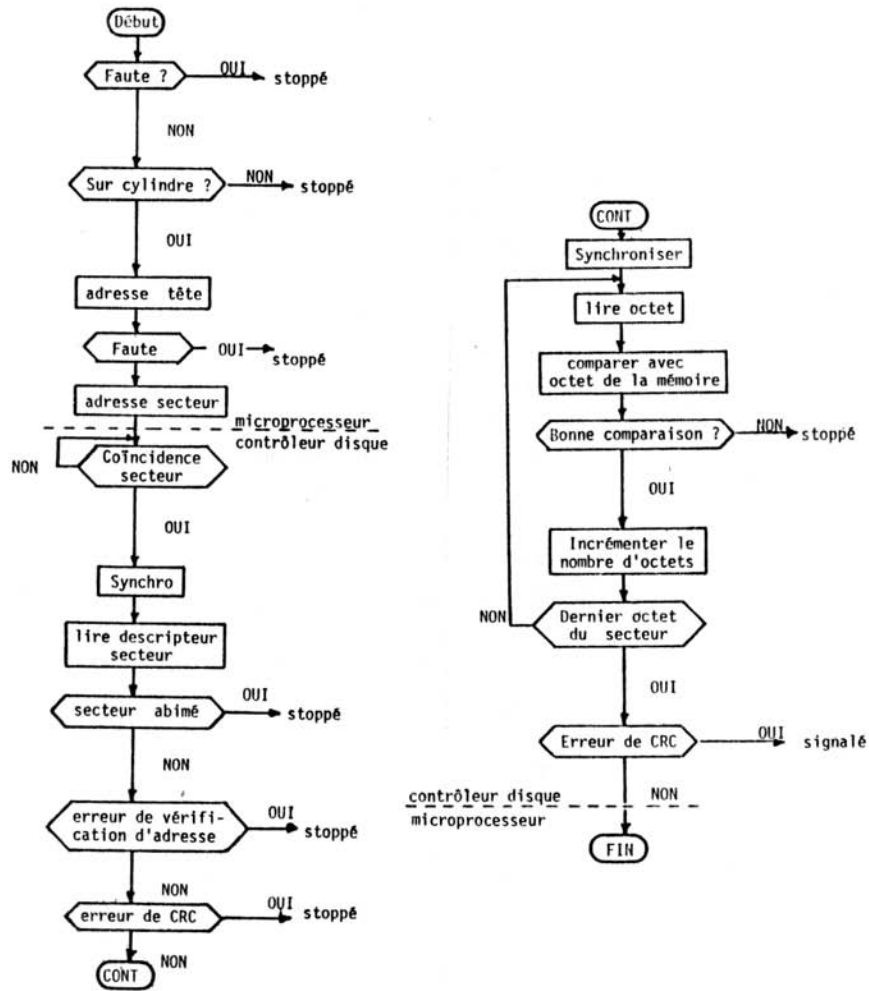 Début
Faute ?
OUI
stoppé
NON
Sur cylindre ?
NON
stoppé
OUI
adresse tête
Faute
OUI
stoppé
adresse secteur
microprocesseur
contrôleur disque
NON
Coïncidence
secteur
OUI
Synchro
lire descripteur
secteur
secteur abimé
OUI
stoppé
NON
erreur de vérifi-
cation d'adresse
OUI
stoppé
NON
erreur de CRC
OUI
stoppé
NON
CONT
CONT
Synchroniser
lire octet
comparer avec
octet de la mémoire
Bonne comparaison ?
NON
stoppé
OUI
Incrémenter le
nombre d'octets
NON
Dernier octet
du secteur
OUI
Erreur de CRC
OUI
signalé
contrôleur disque
NON
microprocesseur
FIN